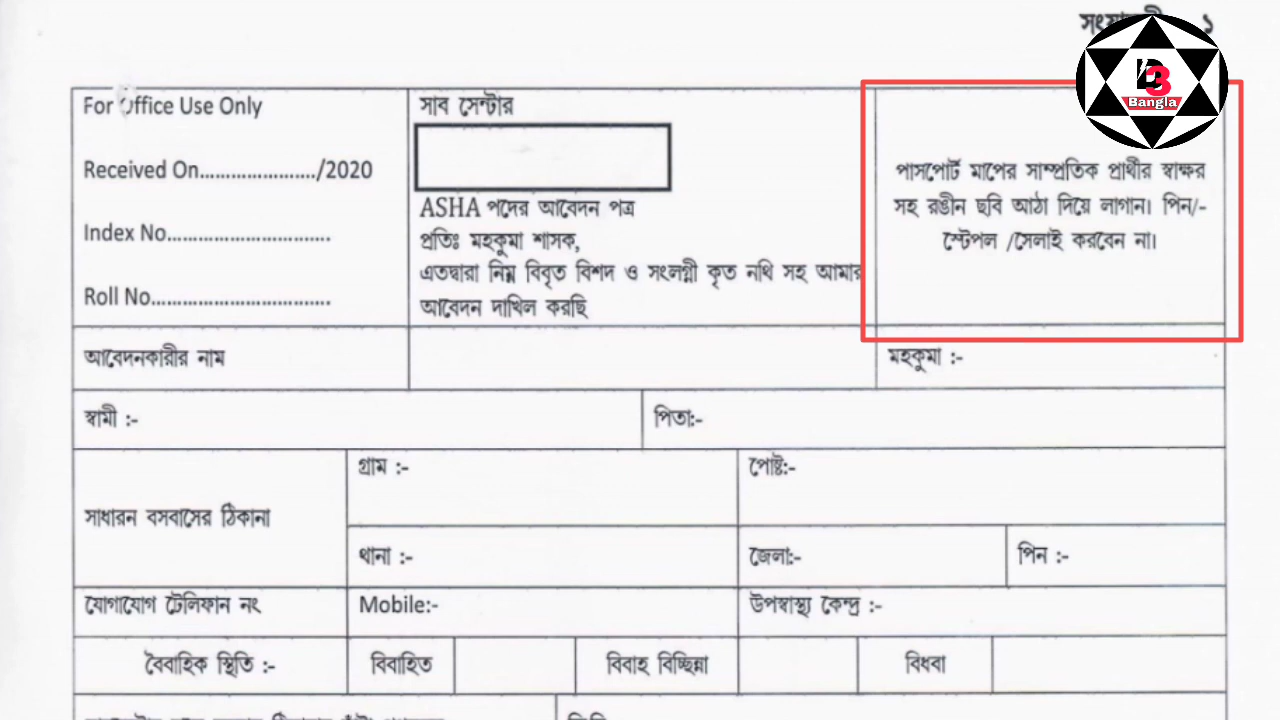 ১
D3
Bangla
For Office Use Only
Received On...................../2020
Index No..............................
Roll No.................................
সাব সেন্টার
ASHA পদের আবেদন পত্র
প্রতিঃ মহকুমা শাসক,
এতদ্বারা নিম্ন বিবৃত বিশদ ও সংলগ্নী কৃত নথি সহ আমার
আবেদন দাখিল করছি
পাসপোর্ট মাপের সাম্প্রতিক প্রার্থীর স্বাক্ষর
সহ রঙীন ছবি আঠা দিয়ে লাগান। পিন/-
স্টেপল /সেলাই করবেন না।
আবেদনকারীর নাম
মহকুমা :-
স্বামী :-
পিতা:-
সাধারন বসবাসের ঠিকানা
গ্রাম :-
পোষ্ট:-
থানা :-
জেলা:-
পিন :-
যোগাযোগ টেলিফান নং
Mobile:-
উপস্বাস্থ্য কেন্দ্র :-
বৈবাহিক স্থিতি :-
বিবাহিত
বিবাহ বিচ্ছিন্না
বিধবা